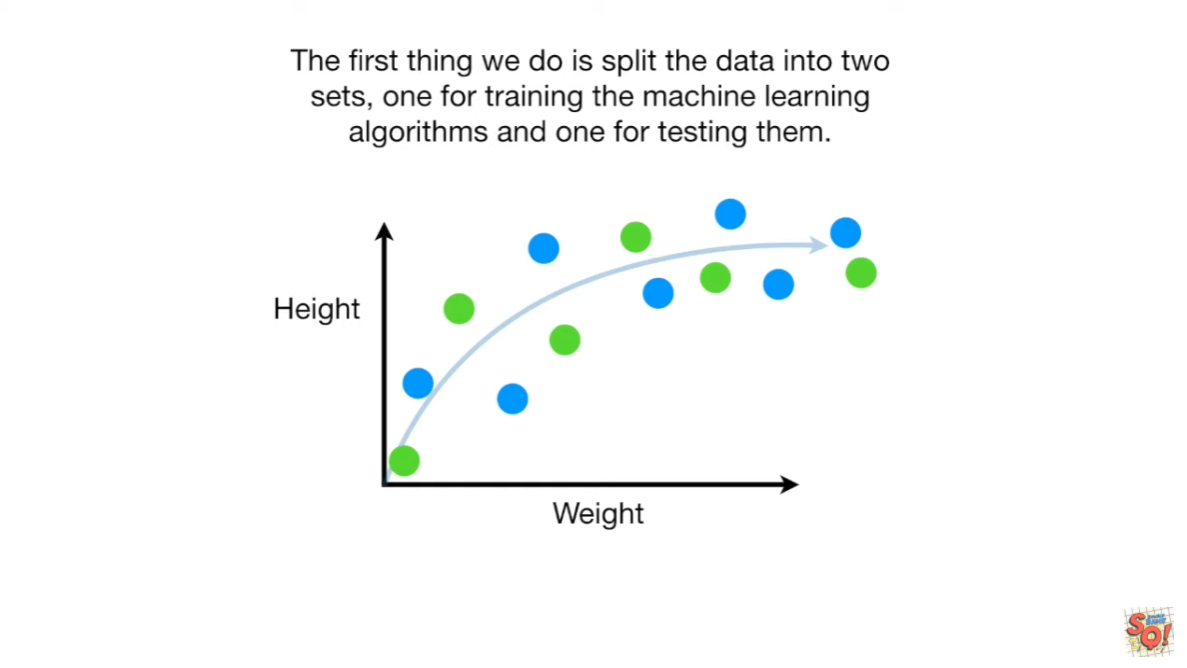 The first thing we do is split the data into two
sets, one for training the machine learning
algorithms and one for testing them.
Height
Weight
SQ!